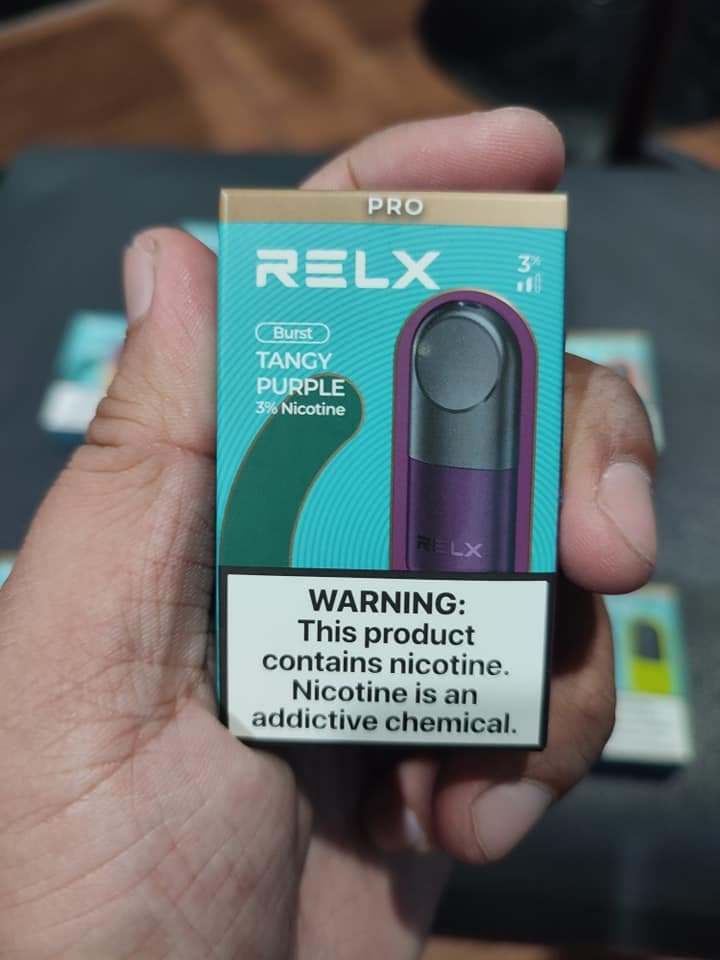 PRO
RELX
3%
Burst
TANGY
PURPLE
3% Nicotine
RELX
WARNING:
This product
contains nicotine.
Nicotine is an
addictive chemical.